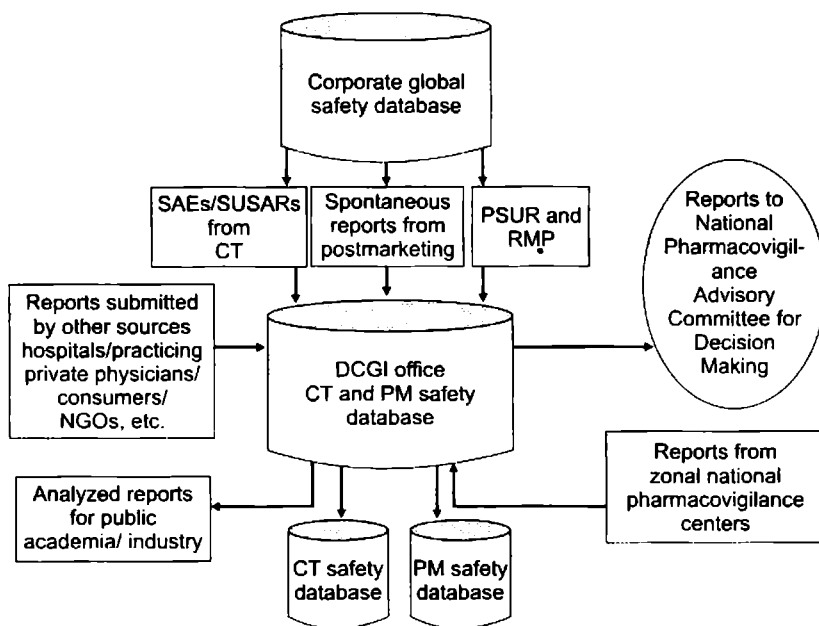 Corporate global
safety database
SAEs/SUSARs
from
CT
Spontaneous
reports from
postmarketing
PSUR and
RMP
Reports to
National
Pharmacovigil-
ance
Advisory
Committee for
Decision
Making
Reports submitted
by other sources
hospitals/practicing
private physicians/
consumers/
NGOs, etc.
DCGI office
CT and PM safety
database
Reports from
zonal national
pharmacovigilance
centers
Analyzed reports
for public
academia/ industry
CT safety
database
PM safety
database